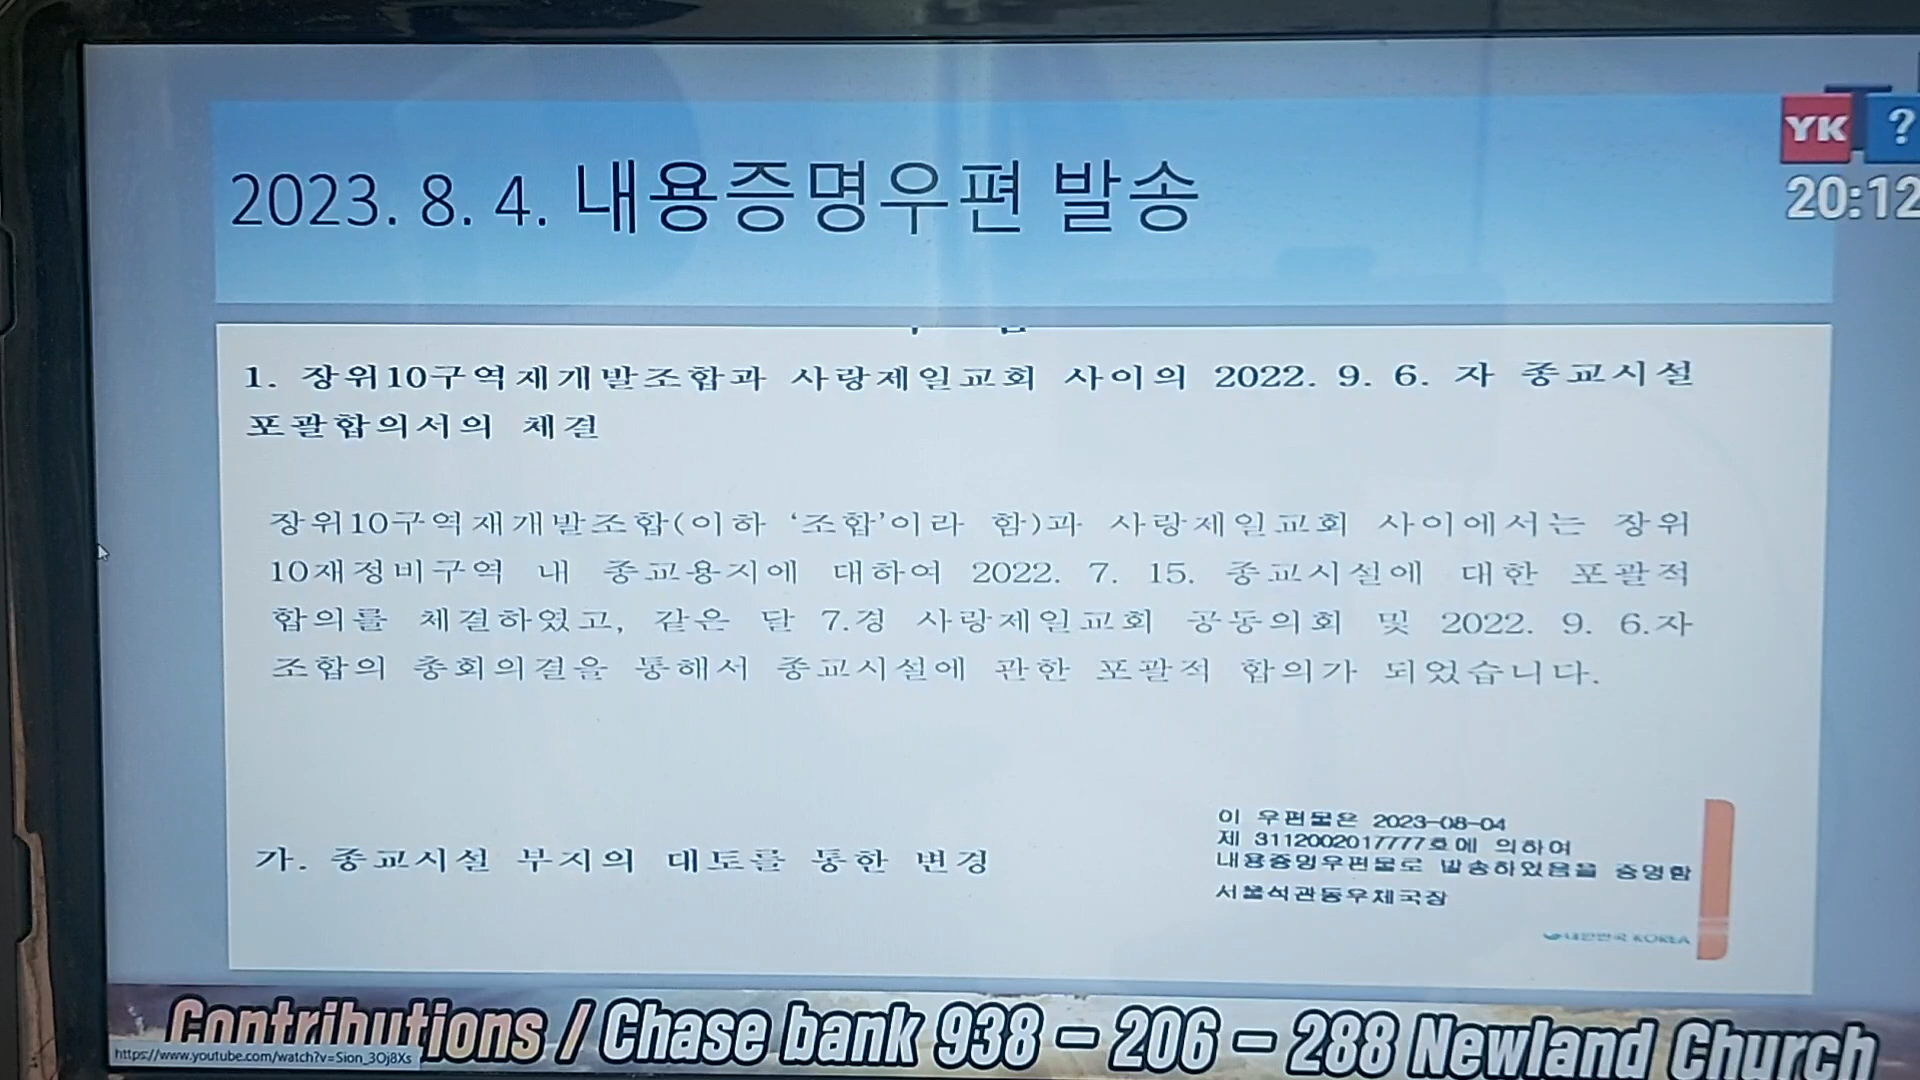 2023. 8. 4. 내용증명우편 발송
YK ?
20:12
1. 장위10구역재개발조합과 사랑제일교회 사이의 2022. 9. 6. 자 종교시설
포괄합의서의 체결
장위10구역재개발조합(이하 ‘조합’이라 함)과 사랑제일교회 사이에서는 장위
10재정비구역 내 종교용지에 대하여 2022. 7. 15. 종교시설에 대한 포괄적
합의를 체결하였고, 같은 달 7.경 사랑제일교회 공동의회 및 2022. 9. 6.자
조합의 총회의결을 통해서 종교시설에 관한 포괄적 합의가 되었습니다.
가. 종교시설 부지의 대토를 통한 변경
이 우편물은 2023-08-04
제 3112002017777호에 의하여
내용증명우편물로 발송하였음을 증명함
서울석관동우체국장
대한민국 KOREA
Contributions / Chase bank 938 - 206 - 288 Newland Church
https://www.youtube.com/watch?v=Sion_3Oj8Xs